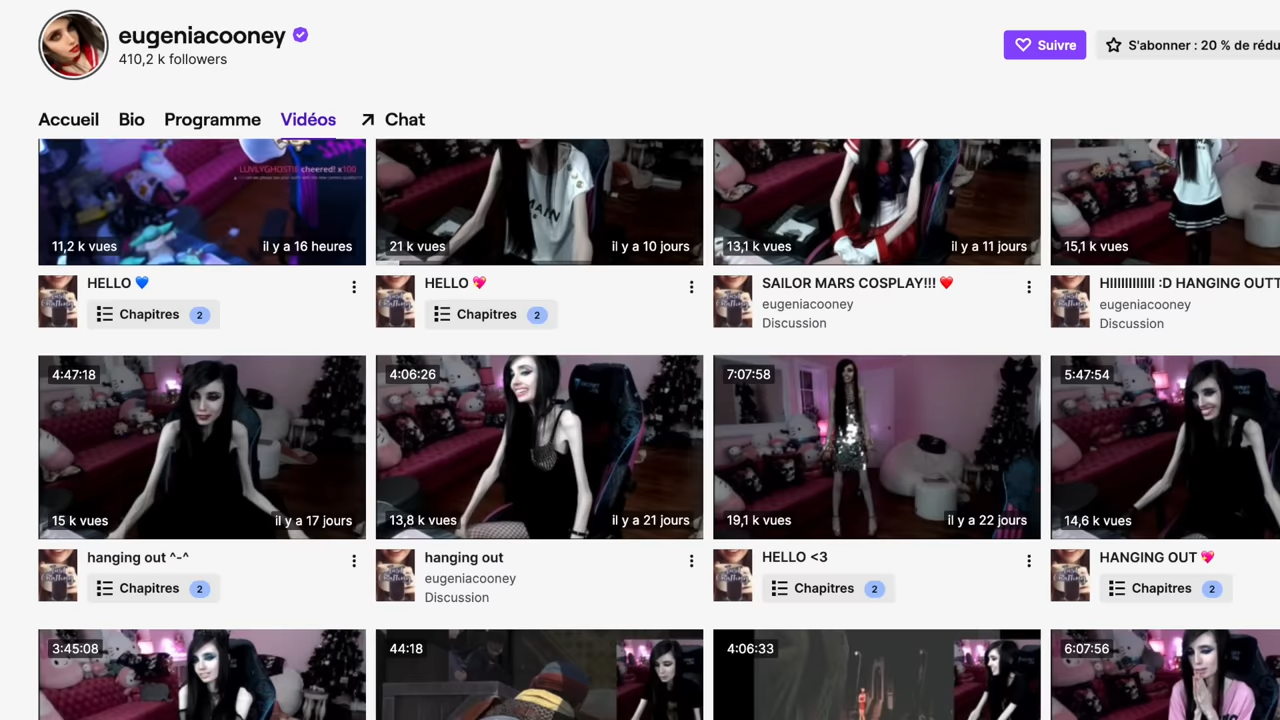 eugeniacooney
410,2 k followers
Suivre
S'abonner : 20 % de rédu
Accueil Bio Programme Vidéos Chat
LLIVLYGHOSTIE cheered! x100
11,2 k vues il y a 16 heures
21 k vues il y a 10 jours
13,1 k vues il y a 11 jours
15,1 k vues
HELLO 💙
Chapitres 2
HELLO 💖
Chapitres 2
SAILOR MARS COSPLAY!!! ❤️
eugeniacooney
Discussion
HIIIIIIIIIIII :D HANGING OUTT
eugeniacooney
Discussion
4:47:18
15 k vues il y a 17 jours
4:06:26
13,8 k vues il y a 21 jours
7:07:58
19,1 k vues il y a 22 jours
5:47:54
14,6 k vues
hanging out ^-^
Chapitres 2
hanging out
eugeniacooney
Discussion
HELLO <3
Chapitres 2
HANGING OUT 💖
Chapitres 2
3:45:08
44:18
4:06:33
6:07:56